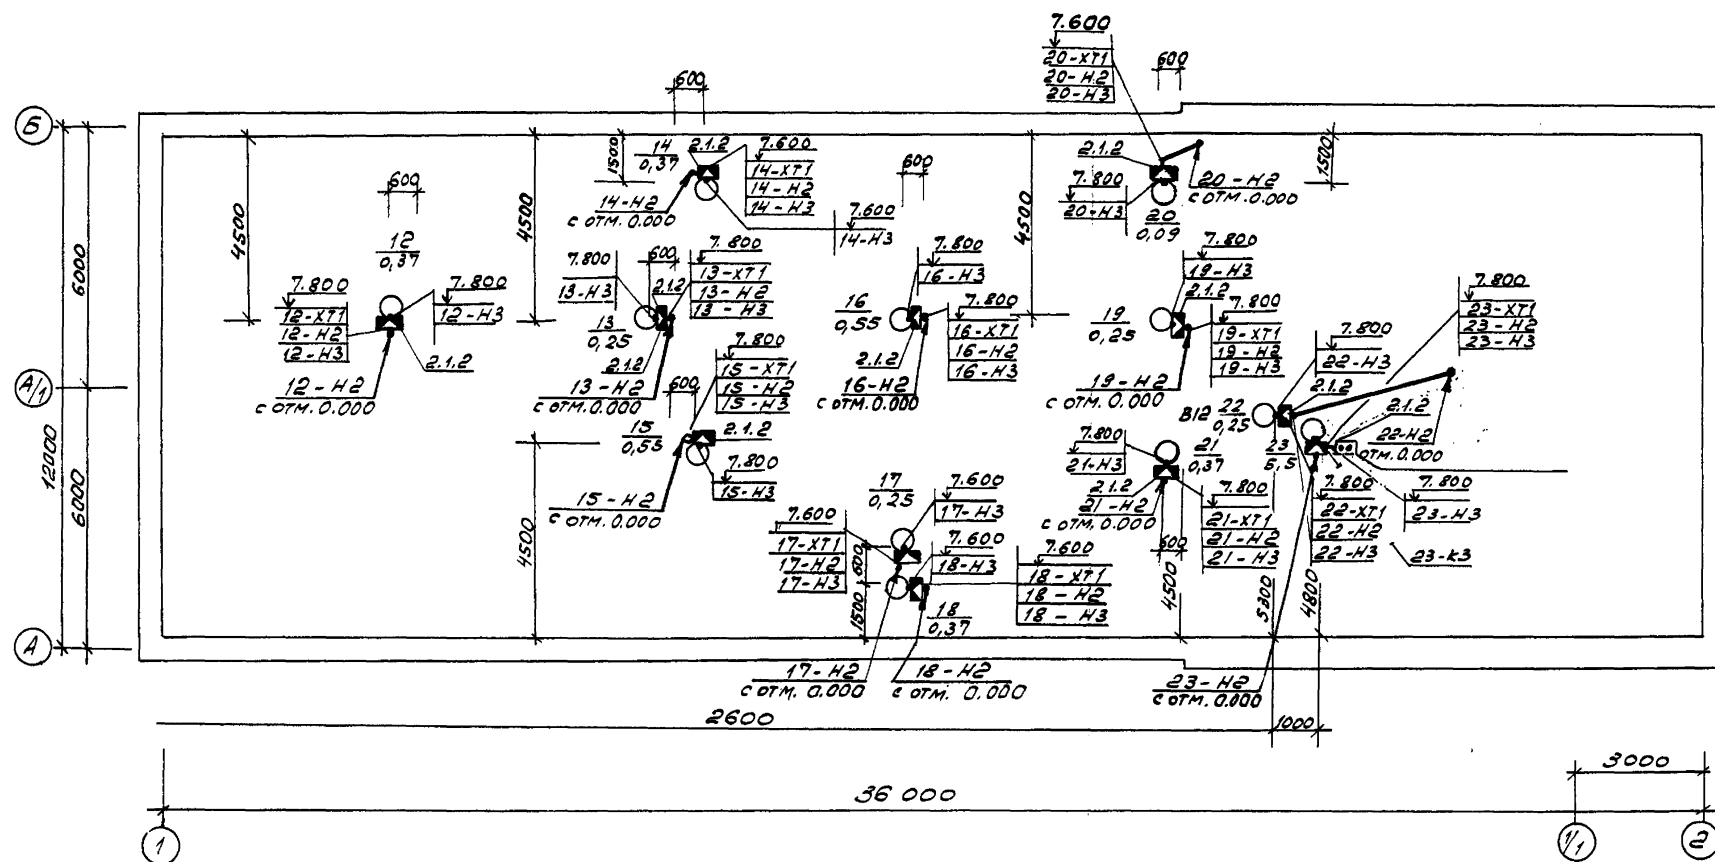 7.600
20-ХТ1
20-Н2
20-Н3
600
600
Б
14
0,37
2.1.2
7.600
14-ХТ1
14-Н2
14-Н3
1500
600
2.1.2
7.800
20-Н3
20
0,09
20-Н2
с отм. 0.000
1500
600
4500
12
0,37
4500
14-Н2
с отм. 0.000
7.600
14-Н3
4500
6000
7.800
12-ХТ1
12-Н2
12-Н3
7.800
12-Н3
2.1.2
12-Н2
с отм. 0.000
7.800
13-Н3
600
2.1.2
7.800
13-ХТ1
13-Н2
13-Н3
13
0,25
2.1.2
13-Н2
с отм. 0.000
7.800
16-Н3
16
0,55
7.800
16-ХТ1
16-Н2
16-Н3
2.1.2
16-Н2
с отм. 0.000
7.800
19-Н3
2.1.2
19
0,25
7.800
19-ХТ1
19-Н2
19-Н3
19-Н2
с отм. 0.000
7.800
23-ХТ1
23-Н2
23-Н3
7.800
22-Н3
2.1.2
А/1
12000
7.800
15-ХТ1
15-Н2
15-Н3
600
15
0,55
2.1.2
7.800
15-Н3
15-Н2
с отм. 0.000
В12
22
0,25
2.1.2
22-Н2
отм. 0.000
23
5,5
7.800
21-Н3
21
0,37
2.1.2
21-Н2
с отм. 0.000
7.800
21-ХТ1
21-Н2
21-Н3
600
7.800
22-ХТ1
22-Н2
22-Н3
7.800
23-Н3
23-К3
6000
4500
17
0,25
7.600
17-Н3
7.600
17-ХТ1
17-Н2
17-Н3
600
7.600
18-Н3
7.600
18-ХТ1
18-Н2
18-Н3
1500
18
0,37
4500
5300
4800
А
17-Н2
с отм. 0.000
18-Н2
с отм. 0.000
23-Н2
с отм. 0.000
2600
1000
3000
36 000
1
1/1
2